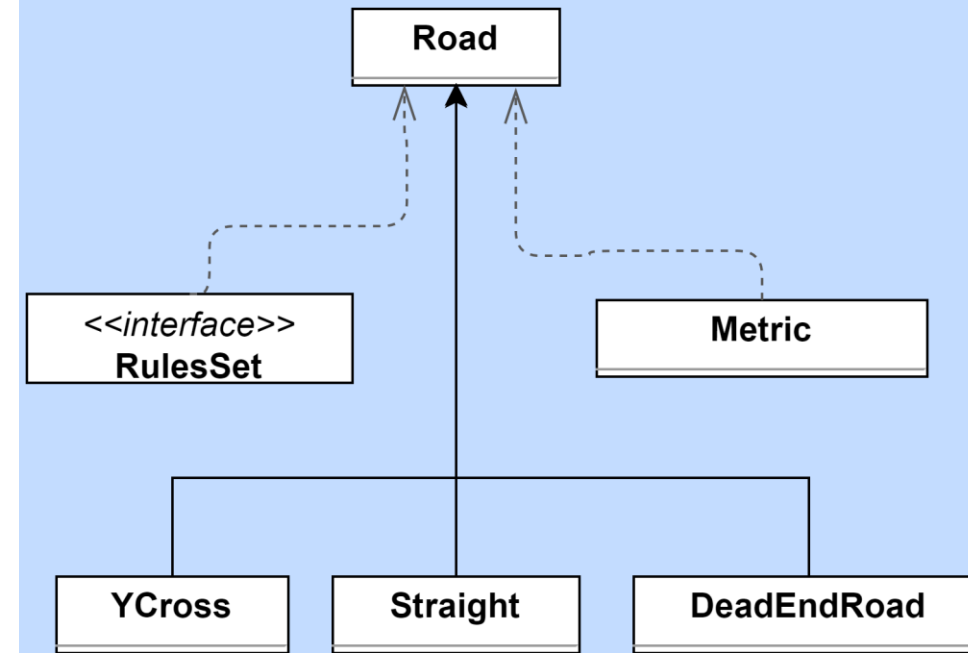 Road
<<interface>>
RulesSet
Metric
YCross
Straight
DeadEndRoad